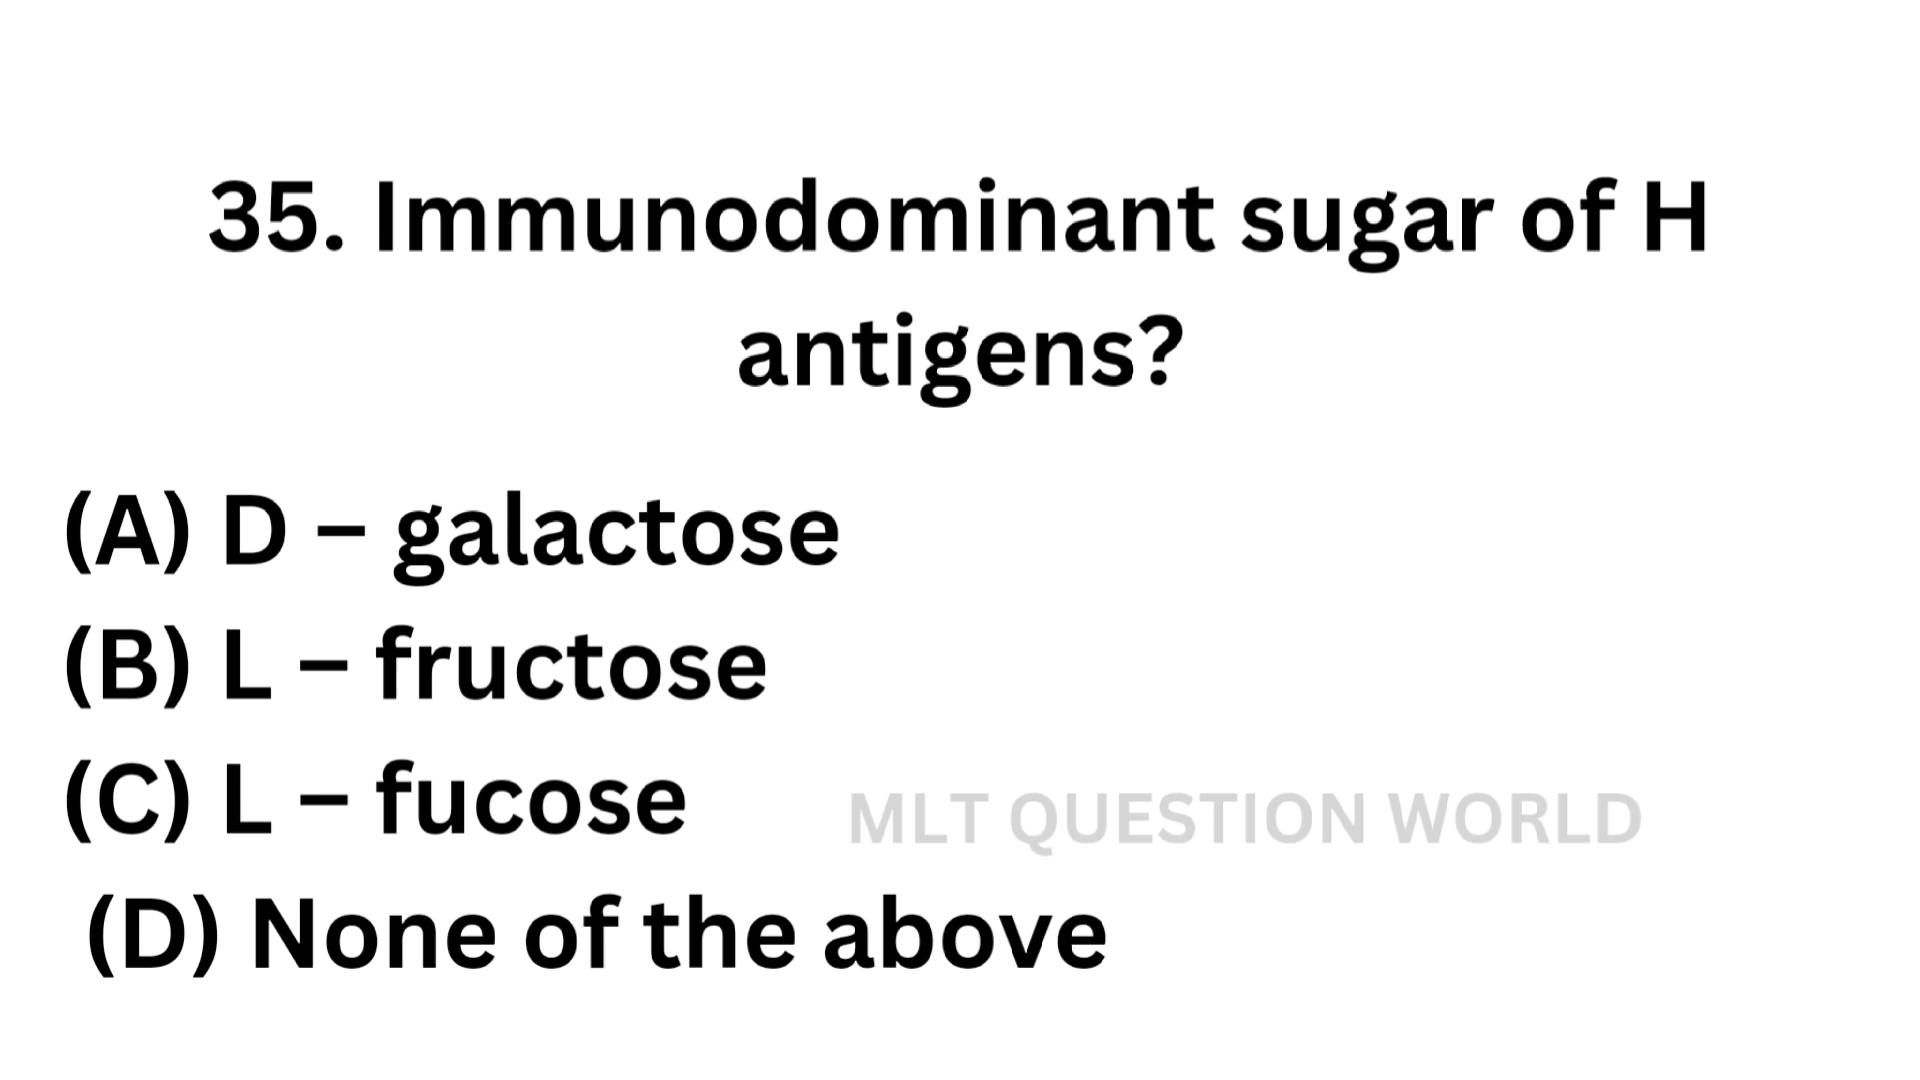 35. Immunodominant sugar of H
antigens?
(A) D – galactose
(B) L – fructose
(C) L – fucose
MLT QUESTION WORLD
(D) None of the above